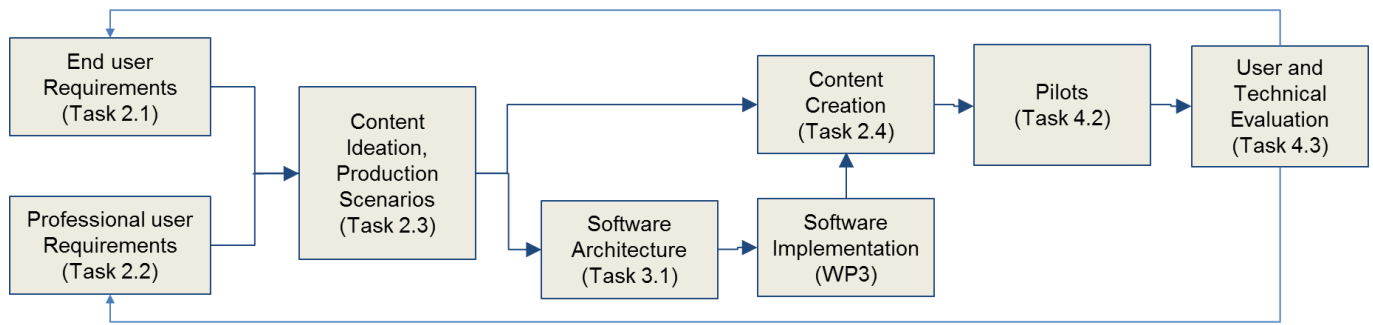 End user
Requirements
(Task 2.1)
Professional user
Requirements
(Task 2.2)
Content
Ideation,
Production
Scenarios
(Task 2.3)
Software
Architecture
(Task 3.1)
Software
Implementation
(WP3)
Content
Creation
(Task 2.4)
Pilots
(Task 4.2)
User and
Technical
Evaluation
(Task 4.3)